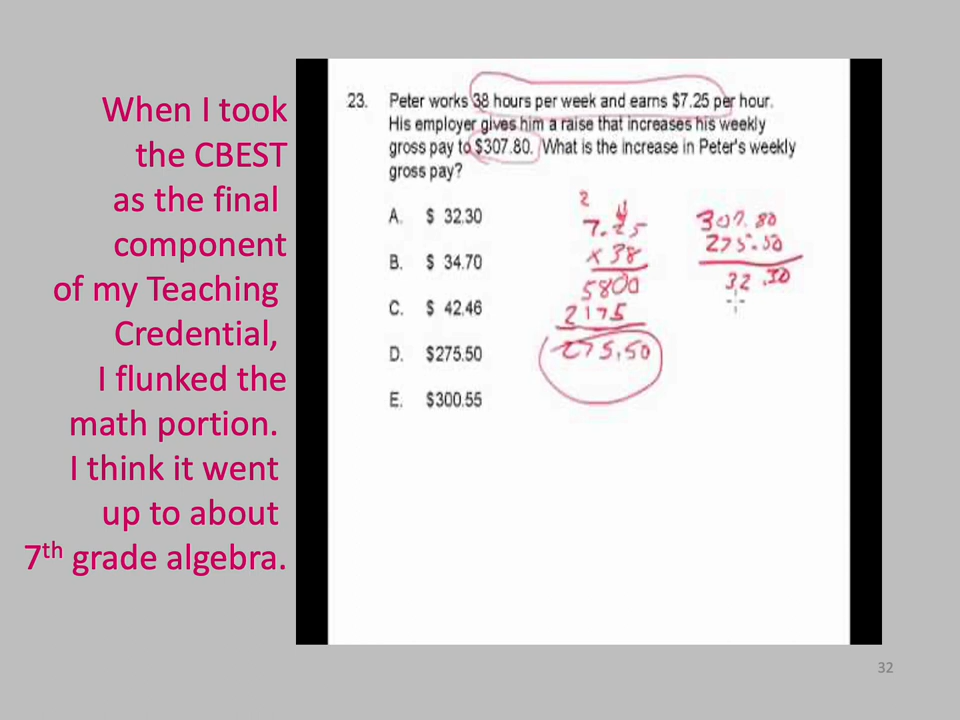 When I took
the CBEST
as the final
component
of my Teaching
Credential,
I flunked the
math portion.
I think it went
up to about
7th grade algebra.
23. Peter works 38 hours per week and earns $7.25 per hour.
His employer gives him a raise that increases his weekly
gross pay to $307.80. What is the increase in Peter's weekly
gross pay?
A. $ 32.30
B. $ 34.70
C. $ 42.46
D. $275.50
E. $300.55
2
7.25
x 38
5800
2175
275.50
307.80
275.50
32.30
32